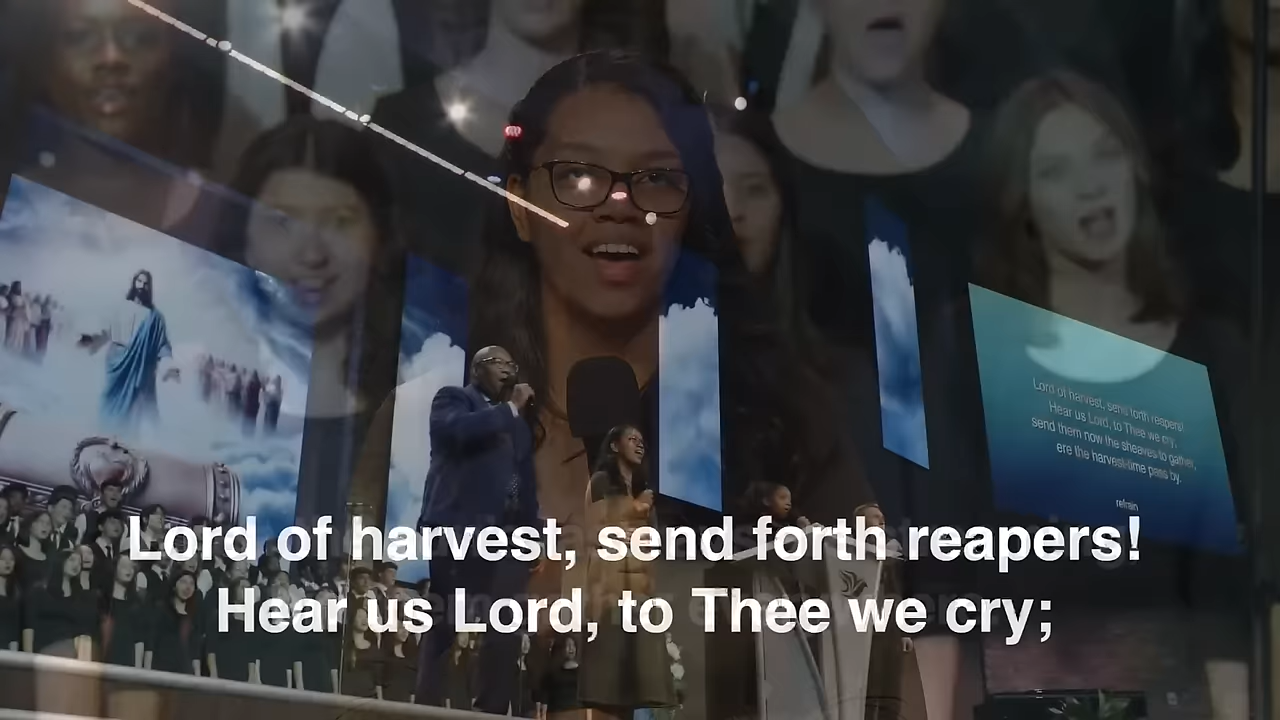 Lord of harvest, send forth reapers!
Hear us Lord, to Thee we cry;
send them now the sheaves to gather,
ere the harvest-time pass by.
refrain
Lord of harvest, send forth reapers!
Hear us Lord, to Thee we cry;